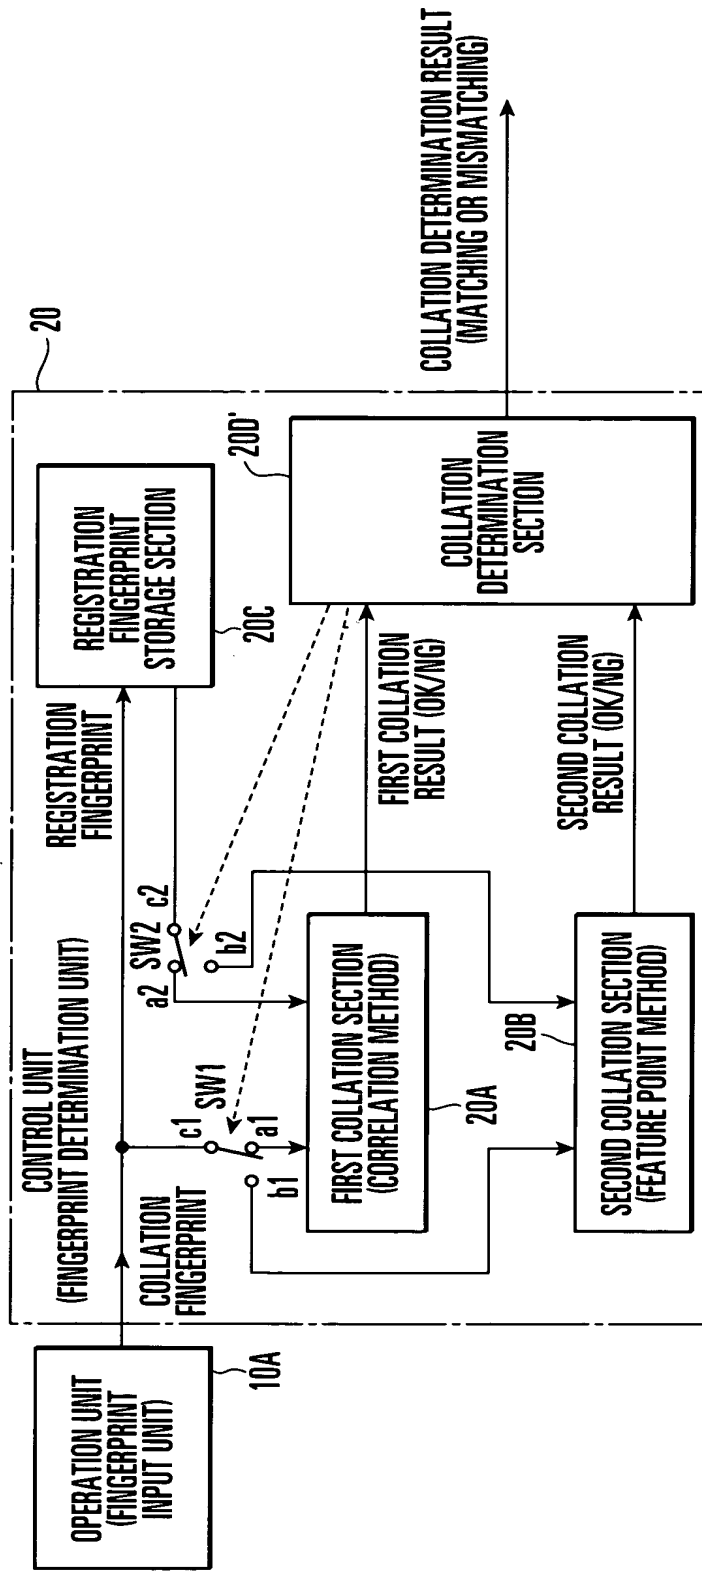 OPERATION UNIT
(FINGERPRINT
INPUT UNIT)
10A
CONTROL UNIT
(FINGERPRINT DETERMINATION UNIT)
20
COLLATION
FINGERPRINT
REGISTRATION
FINGERPRINT
REGISTRATION
FINGERPRINT
STORAGE SECTION
20C
c1
SW1
a1
b1
a2
SW2
c2
b2
FIRST COLLATION SECTION
(CORRELATION METHOD)
20A
FIRST COLLATION
RESULT (OK/NG)
SECOND COLLATION SECTION
(FEATURE POINT METHOD)
20B
SECOND COLLATION
RESULT (OK/NG)
20D'
COLLATION
DETERMINATION
SECTION
COLLATION DETERMINATION RESULT
(MATCHING OR MISMATCHING)